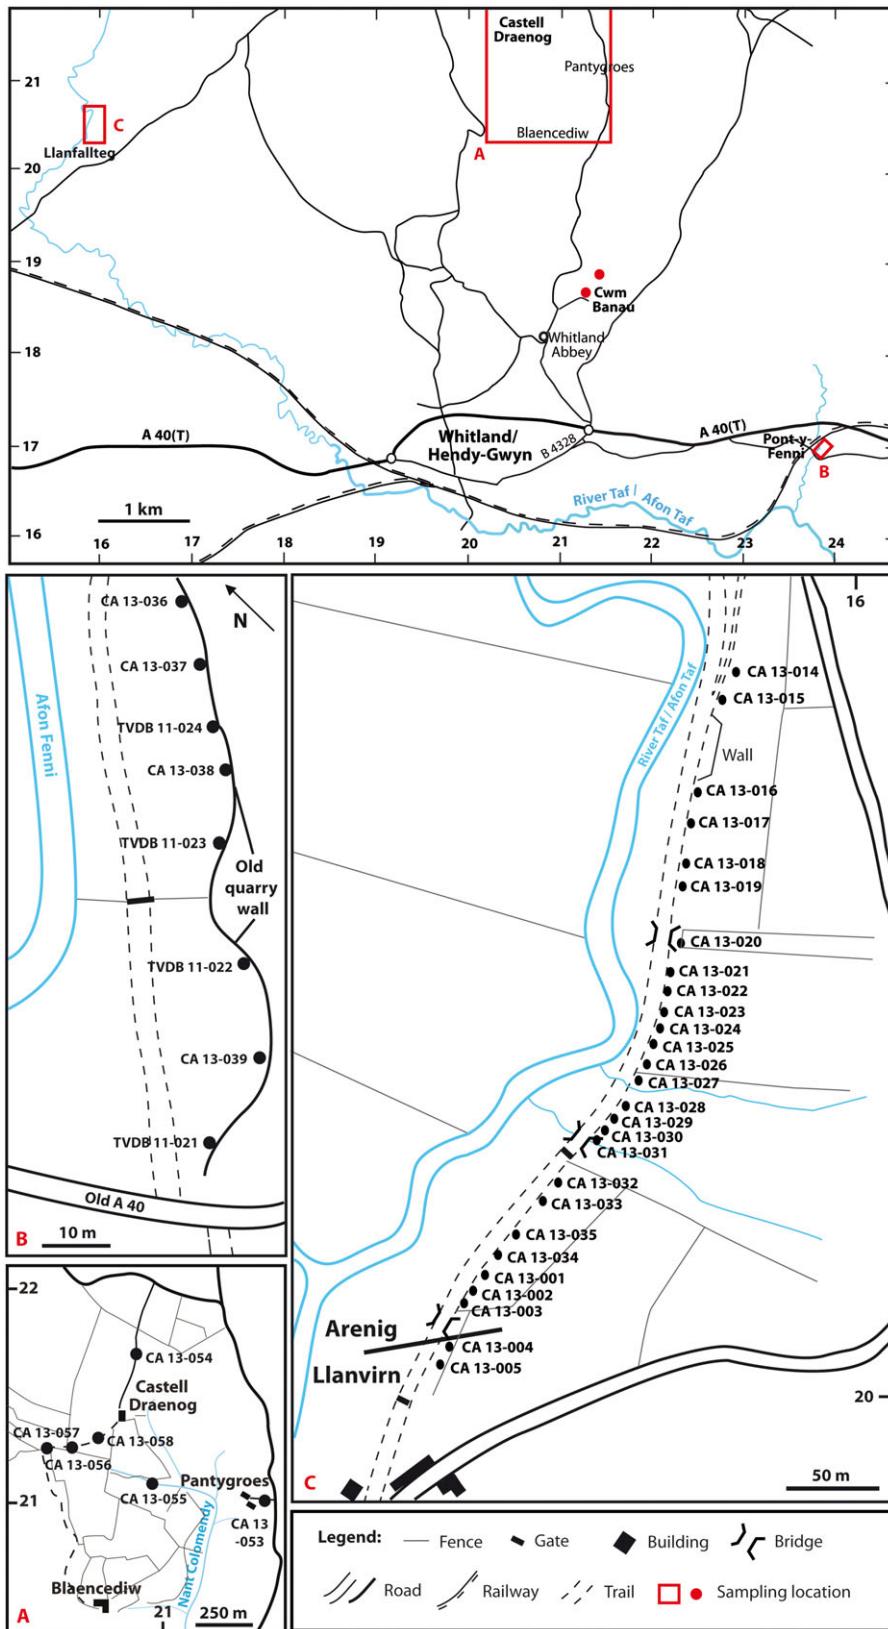 Castell
Draenog
Pantygroes
Blaencediw
A
C
Llanfallteg
21
20
19
18
17
16
Cwm
Banau
Whitland
Abbey
A 40(T)
Whitland/
Hendy-Gwyn
B 4328
A 40(T)
Pont-y-
Fenni
B
River Taf / Afon Taf
1 km
16
17
18
19
20
21
22
23
24
CA 13-036
N
CA 13-037
TVDB 11-024
CA 13-038
TVDB 11-023
Afon Fenni
Old
quarry
wall
TVDB 11-022
CA 13-039
TVDB 11-021
Old A 40
B
10 m
16
River Taf / Afon Taf
CA 13-014
CA 13-015
Wall
CA 13-016
CA 13-017
CA 13-018
CA 13-019
CA 13-020
CA 13-021
CA 13-022
CA 13-023
CA 13-024
CA 13-025
CA 13-026
CA 13-027
CA 13-028
CA 13-029
CA 13-030
CA 13-031
CA 13-032
CA 13-033
CA 13-035
CA 13-034
CA 13-001
CA 13-002
CA 13-003
Arenig
CA 13-004
Llanvirn
CA 13-005
20
C
50 m
22
CA 13-054
Castell
Draenog
CA 13-057
CA 13-058
CA 13-056
CA 13-055
Pantygroes
21
CA 13
-053
Nant Colomendy
Blaencediw
A
21
250 m
Legend:
Fence
Gate
Building
Bridge
Road
Railway
Trail
Sampling location